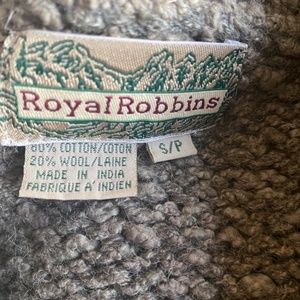 Royal Robbins
80% COTTON/COTON
20% WOOL/LAINE
MADE IN INDIA
FABRIQUE A' INDIEN
S/P